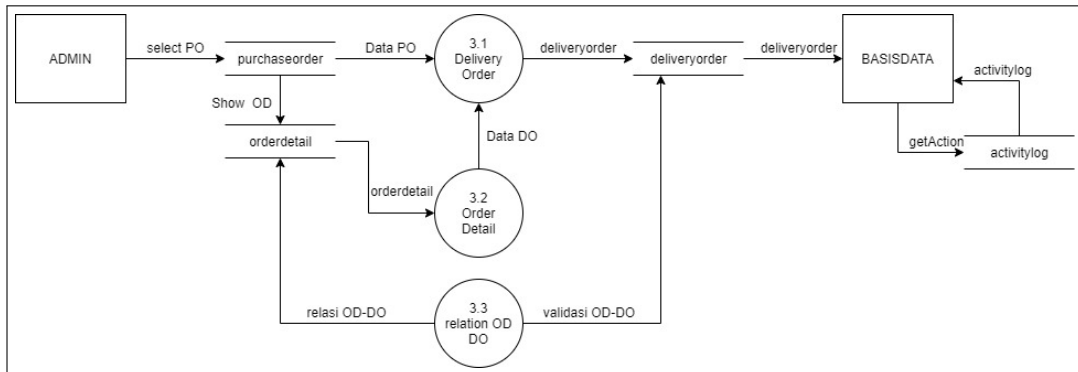 ADMIN
select PO
purchaseorder
Data PO
3.1
Delivery
Order
deliveryorder
deliveryorder
deliveryorder
BASISDATA
activitylog
getAction
activitylog
Show OD
orderdetail
Data DO
orderdetail
3.2
Order
Detail
relasi OD-DO
3.3
relation OD
DO
validasi OD-DO